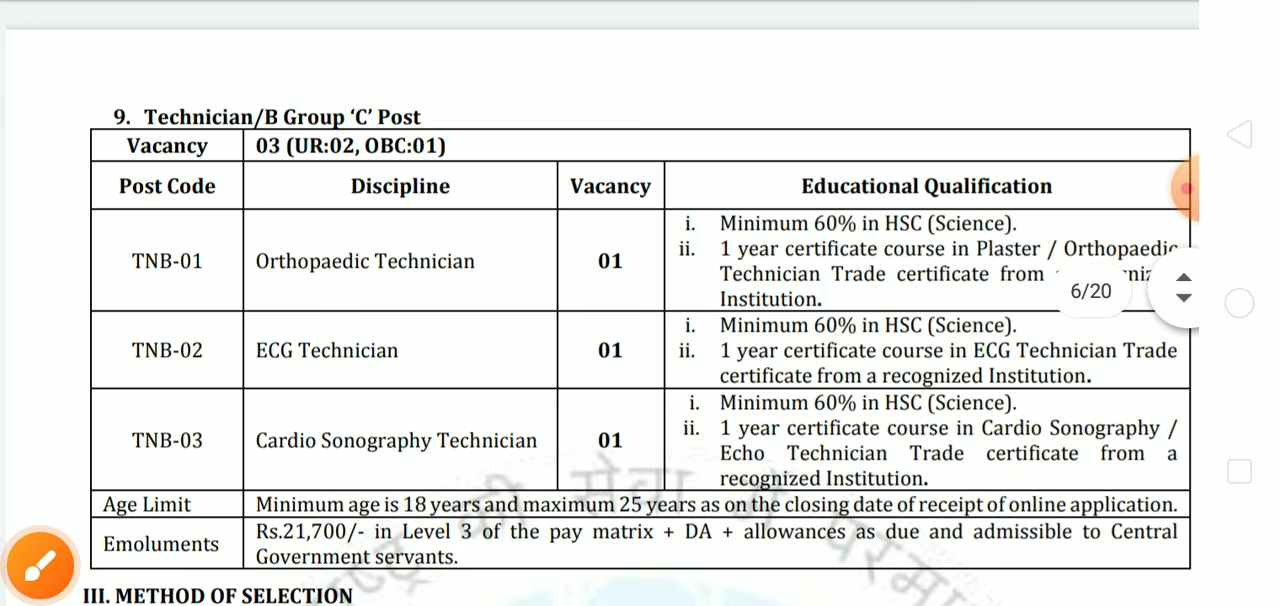 9. Technician/B Group ‘C’ Post
Vacancy 03 (UR:02, OBC:01)
Post Code Discipline Vacancy Educational Qualification
TNB-01 Orthopaedic Technician 01
i. Minimum 60% in HSC (Science).
ii. 1 year certificate course in Plaster / Orthopaedic
Technician Trade certificate from
Institution.
6/20
TNB-02 ECG Technician 01
i. Minimum 60% in HSC (Science).
ii. 1 year certificate course in ECG Technician Trade
certificate from a recognized Institution.
TNB-03 Cardio Sonography Technician 01
i. Minimum 60% in HSC (Science).
ii. 1 year certificate course in Cardio Sonography /
Echo Technician Trade certificate from a
recognized Institution.
Age Limit Minimum age is 18 years and maximum 25 years as on the closing date of receipt of online application.
Emoluments Rs.21,700/- in Level 3 of the pay matrix + DA + allowances as due and admissible to Central
Government servants.
की सेवा में
III. METHOD OF SELECTION